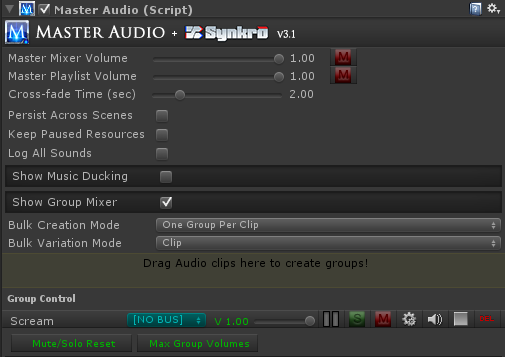 Master Audio (Script)
M MASTER AUDIO + SynkrO v3.1
Master Mixer Volume 1.00 M
Master Playlist Volume 1.00 M
Cross-fade Time (sec) 2.00
Persist Across Scenes
Keep Paused Resources
Log All Sounds
Show Music Ducking
Show Group Mixer
Bulk Creation Mode One Group Per Clip
Bulk Variation Mode Clip
Drag Audio clips here to create groups!
Group Control
Scream [NO BUS] V 1.00 S M DEL
Mute/Solo Reset Max Group Volumes